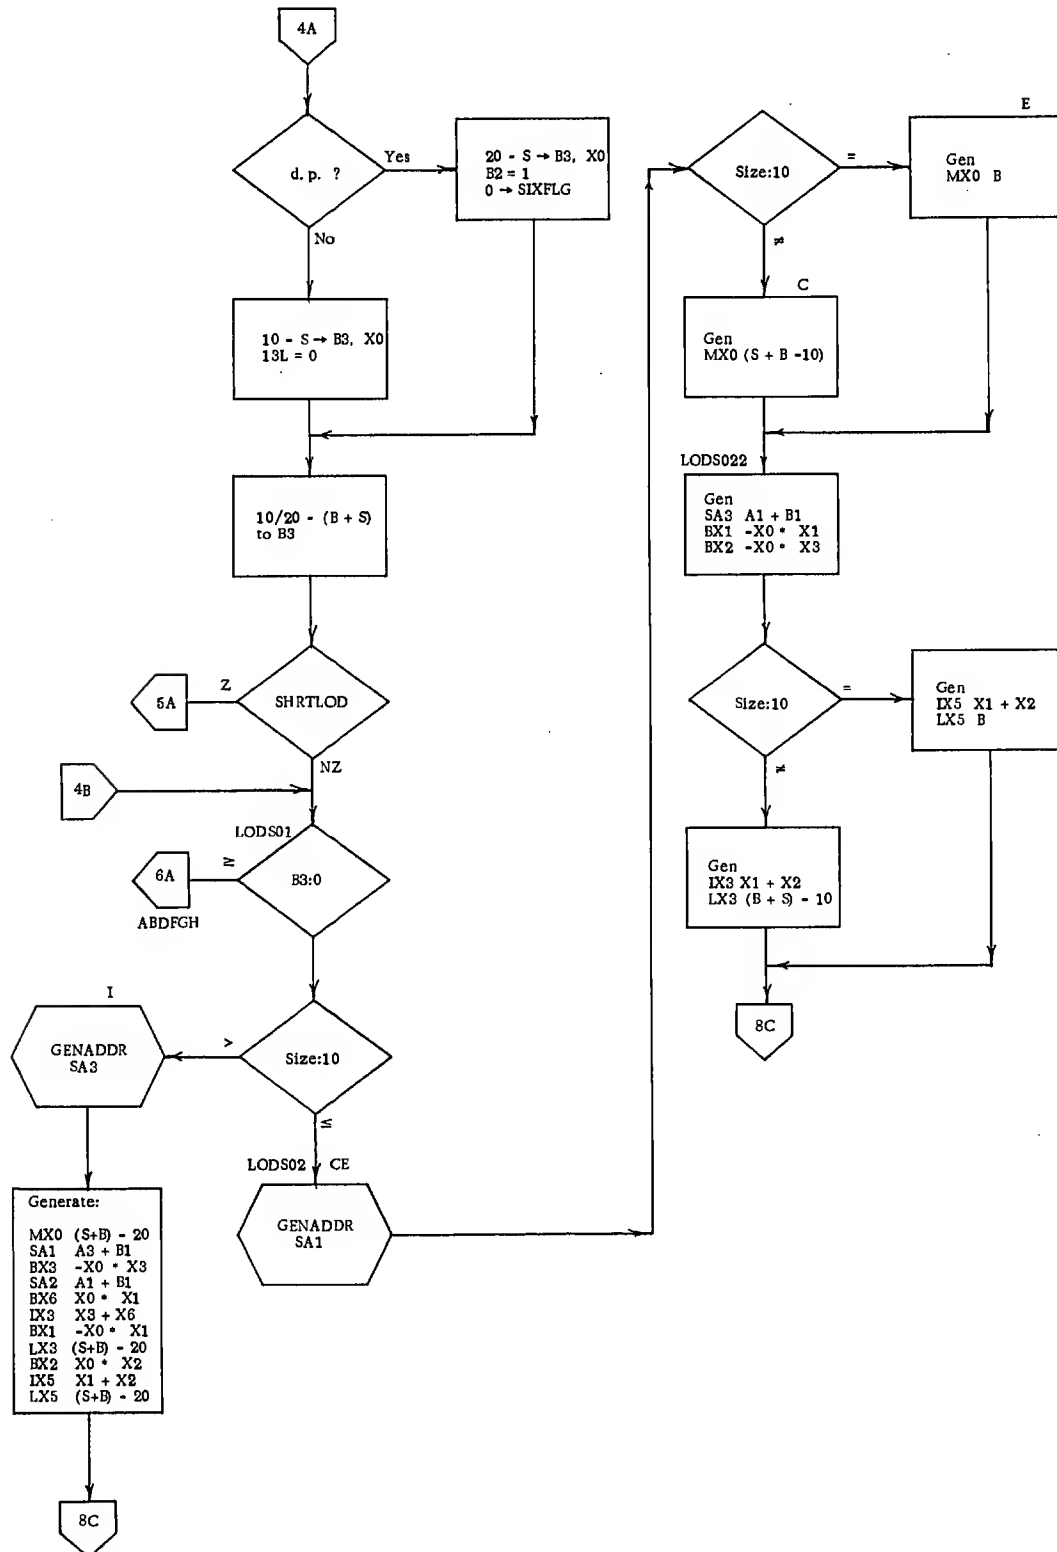 4A
d.p. ?
Yes
No
20 - S → B3, X0
B2 = 1
0 → SIXFLG
10 - S → B3, X0
13L = 0
10/20 - (B + S)
to B3
SHRTLOD
Z
5A
NZ
4B
LODS01
B3:0
≥
6A
ABDFGH
Size:10
>
I
GENADDR
SA3
≤
LODS02 CE
GENADDR
SA1
Generate:
MX0 (S+B) - 20
SA1 A3 + B1
BX3 -X0 * X3
SA2 A1 + B1
BX6 X0 * X1
IX3 X3 + X6
BX1 -X0 * X1
LX3 (S+B) - 20
BX2 X0 * X2
IX5 X1 + X2
LX5 (S+B) - 20
8C
Size:10
=
E
Gen
MX0 B
≠
C
Gen
MX0 (S + B -10)
LODS022
Gen
SA3 A1 + B1
BX1 -X0 * X1
BX2 -X0 * X3
Size:10
=
Gen
IX5 X1 + X2
LX5 B
≠
Gen
IX3 X1 + X2
LX3 (B + S) - 10
8C